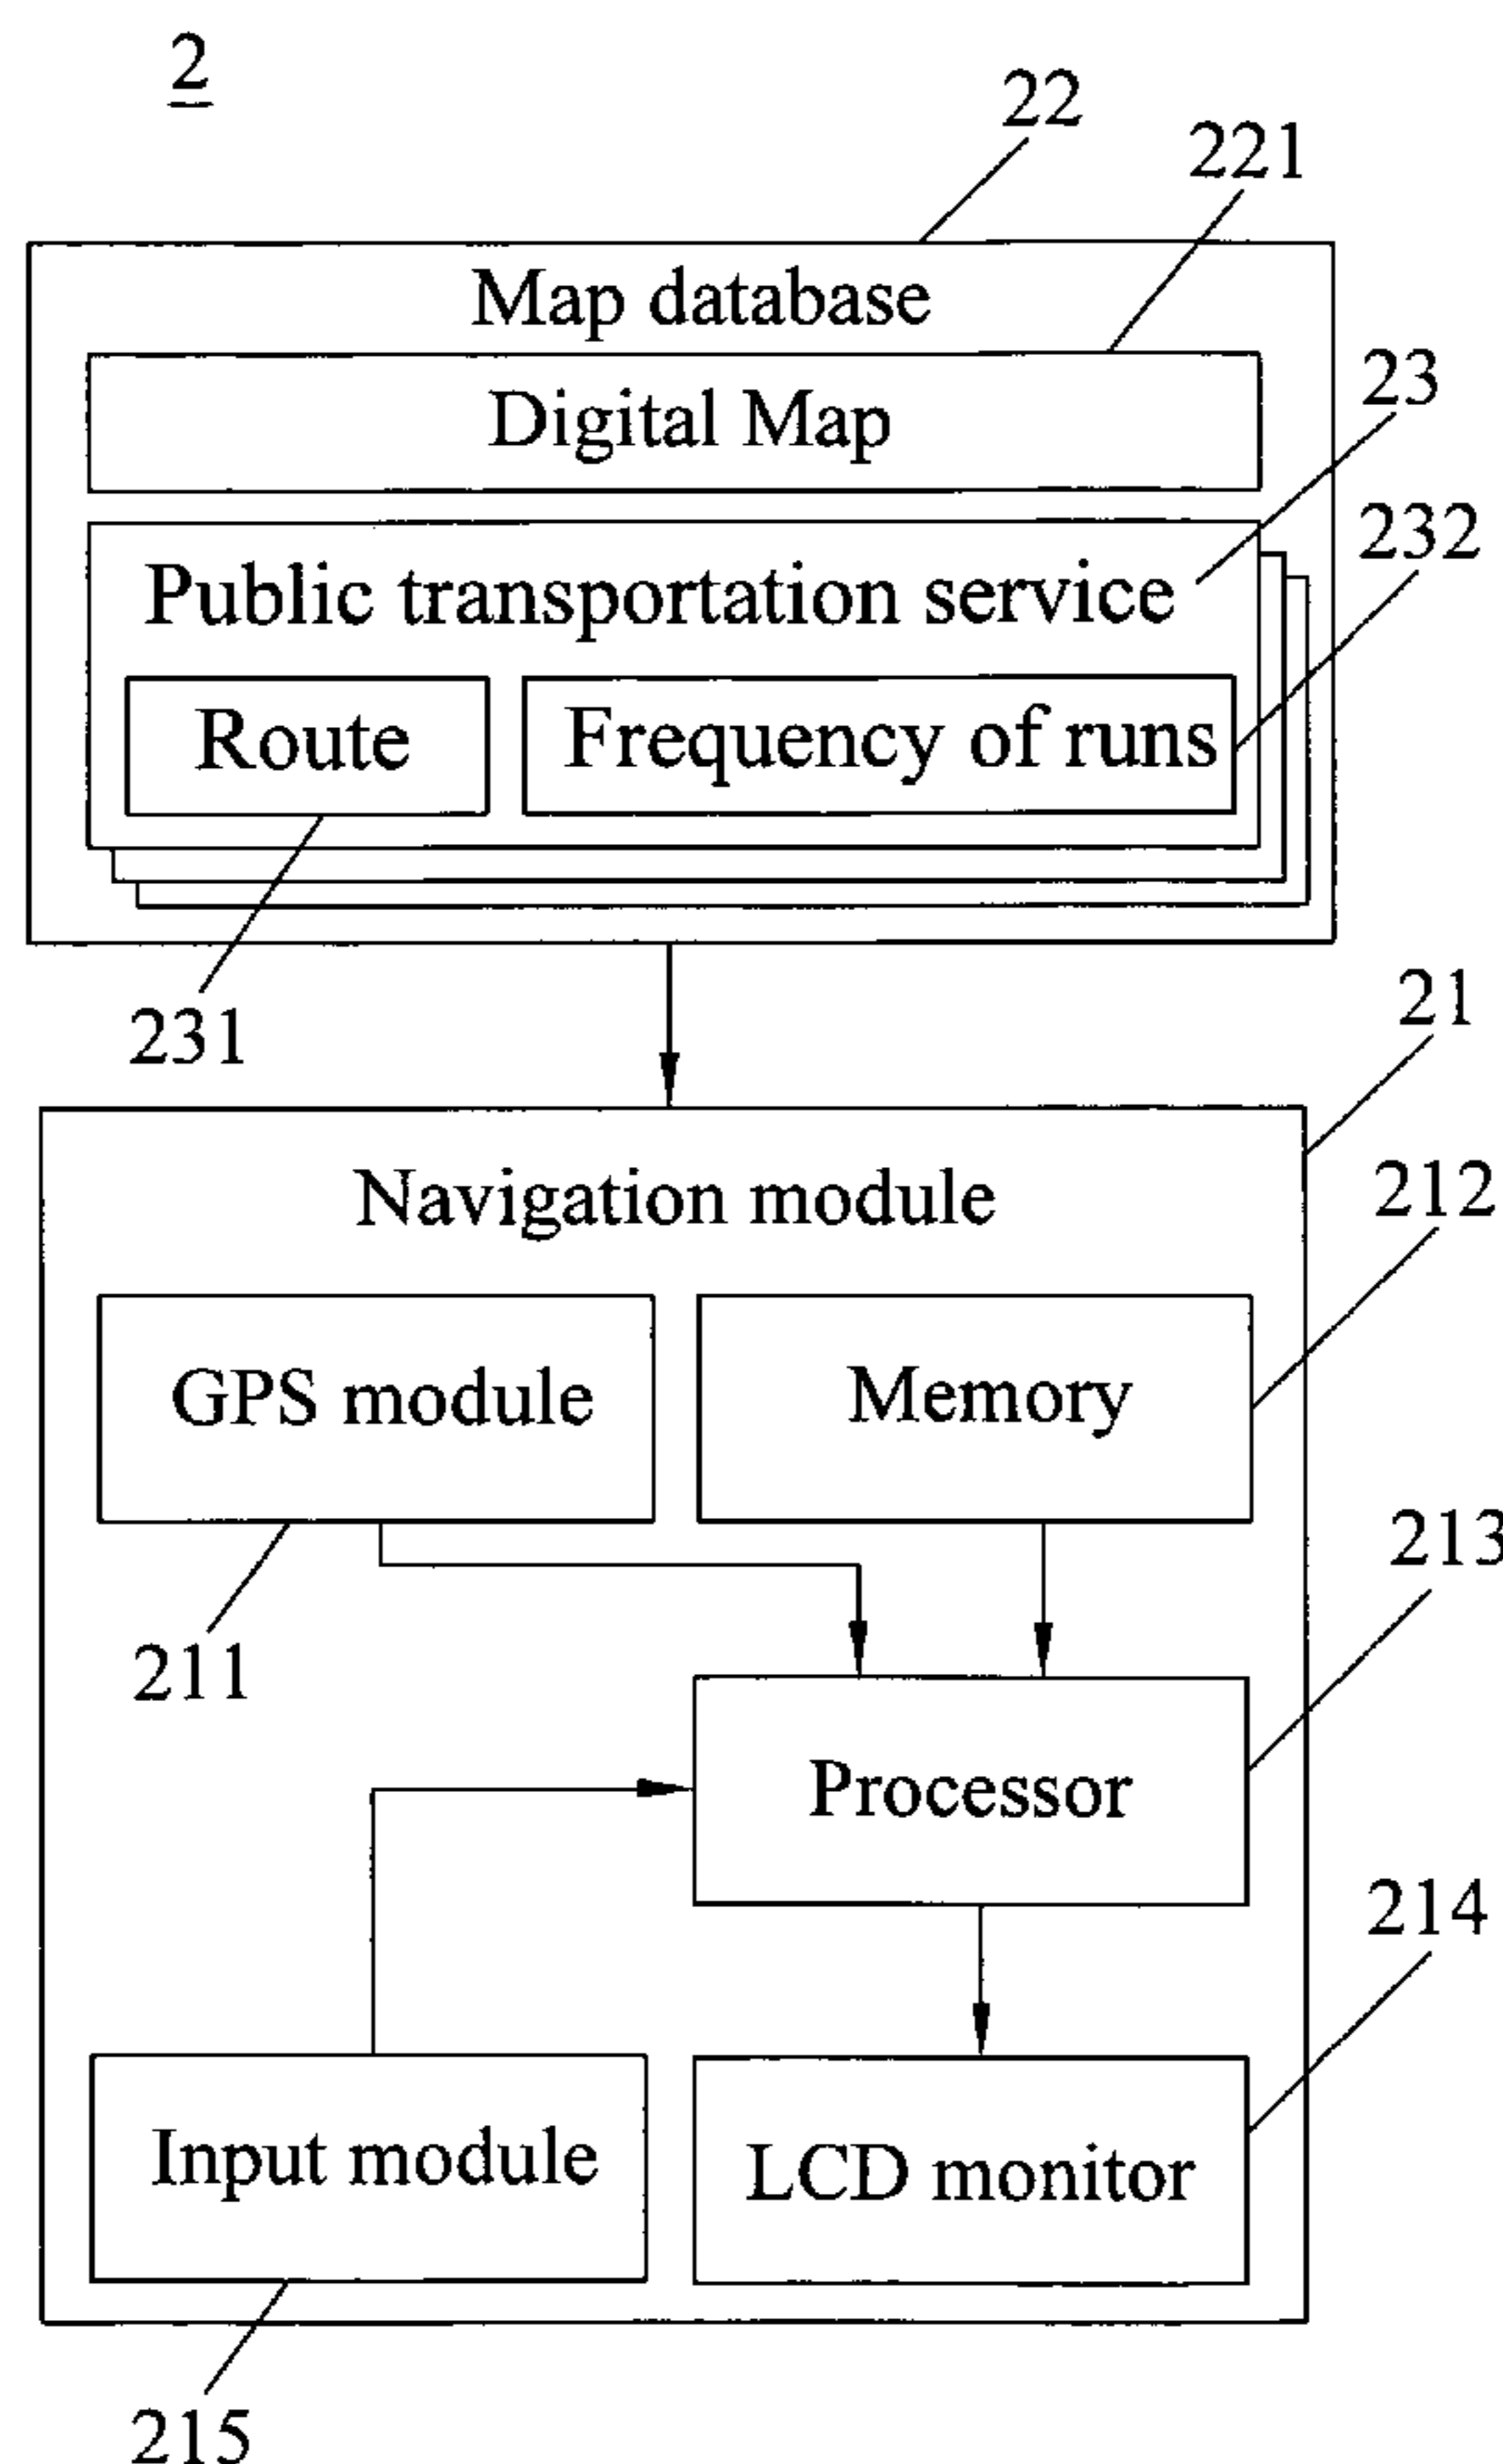 2
22
221
Map database
Digital Map
23
232
Public transportation service
Route
Frequency of runs
231
21
Navigation module
212
GPS module
Memory
213
211
Processor
214
Input module
LCD monitor
215